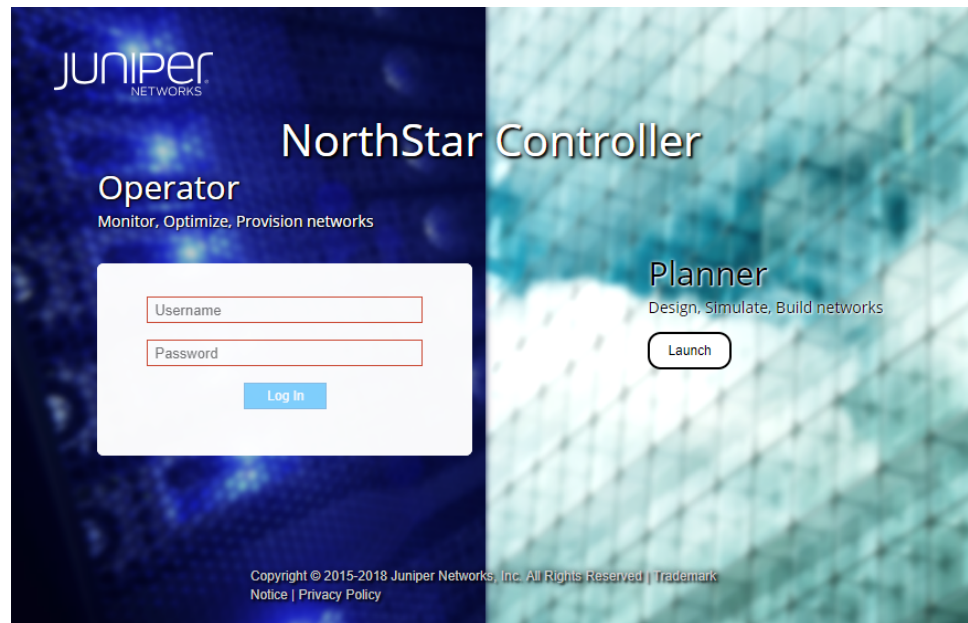 JUNIPEr
NETWORKS
NorthStar Controller
Operator
Monitor, Optimize, Provision networks
Username
Password
Log In
Planner
Design, Simulate, Build networks
Launch
Copyright © 2015-2018 Juniper Networks, Inc. All Rights Reserved | Trademark
Notice | Privacy Policy